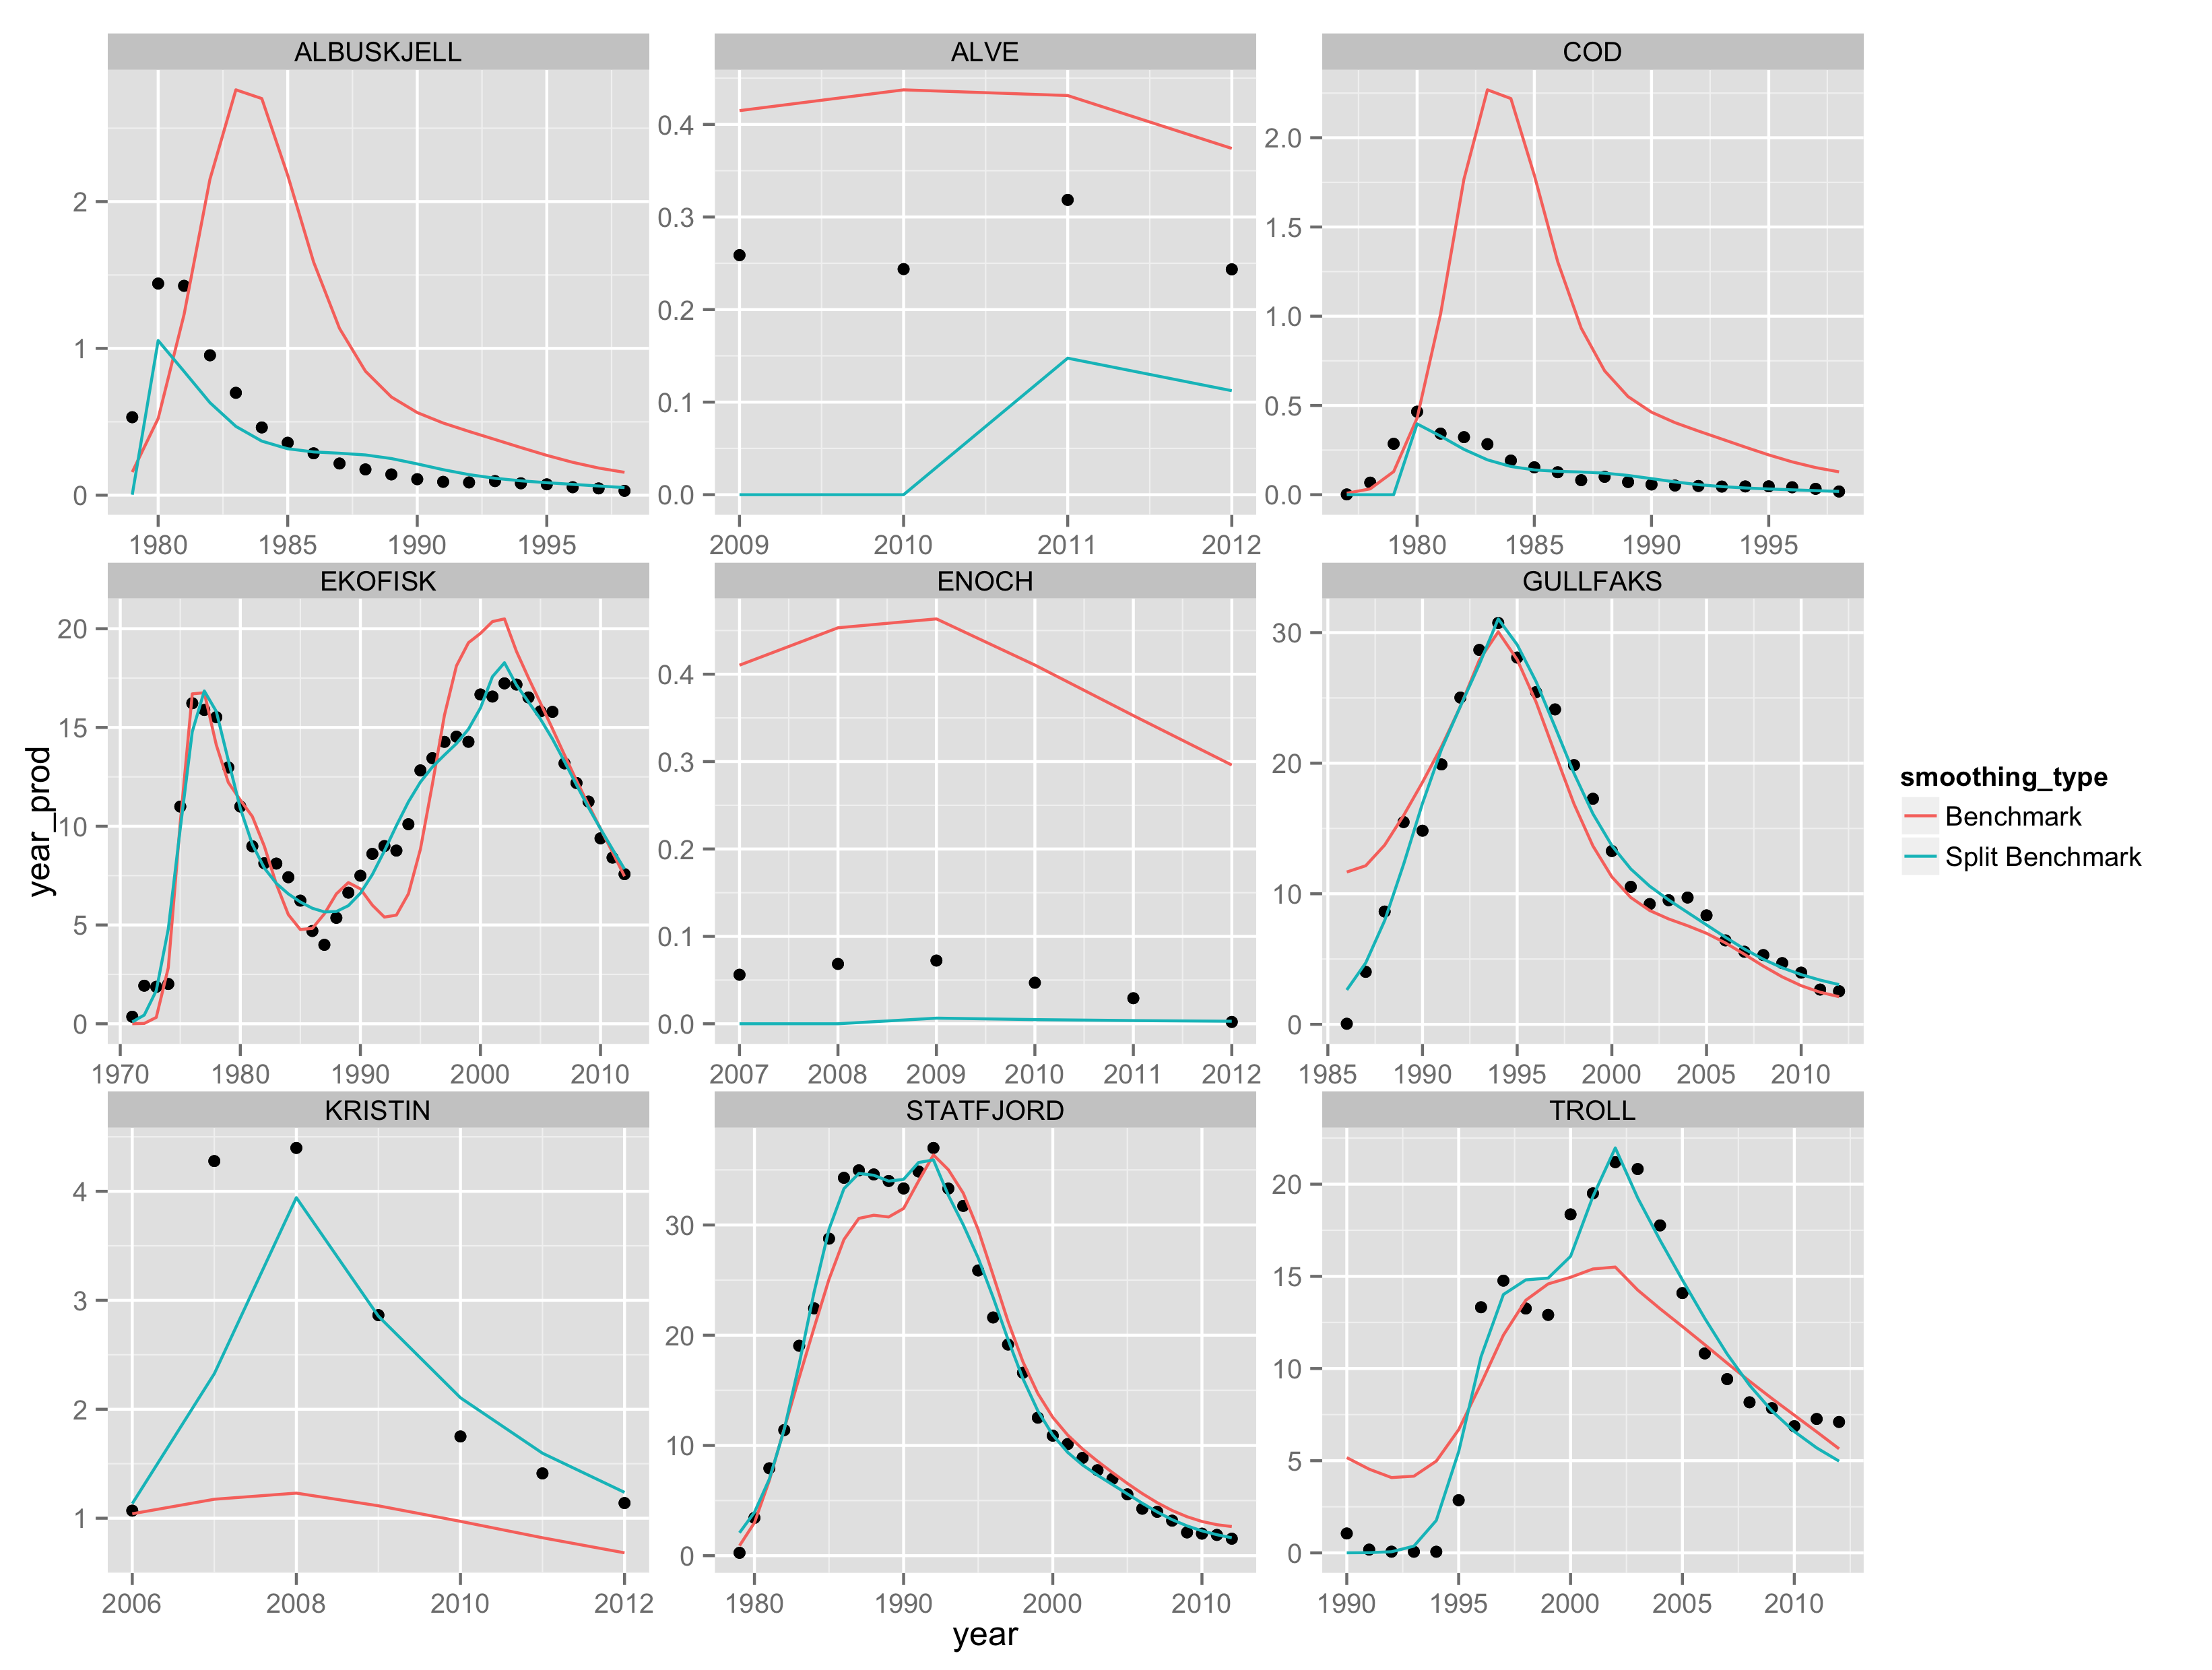 ALBUSKJELL ALVE COD
2 1 0
0.4 0.3 0.2 0.1 0.0
2.0 1.5 1.0 0.5 0.0
1980 1985 1990 1995
2009 2010 2011 2012
1980 1985 1990 1995
EKOFISK ENOCH GULLFAKS
20 15 10 5 0
0.4 0.3 0.2 0.1 0.0
30 20 10 0
1970 1980 1990 2000 2010
2007 2008 2009 2010 2011 2012
1985 1990 1995 2000 2005 2010
KRISTIN STATFJORD TROLL
4 3 2 1
30 20 10 0
20 15 10 5 0
2006 2008 2010 2012
1980 1990 2000 2010
1990 1995 2000 2005 2010
year_prod
year
smoothing_type
Benchmark
Split Benchmark